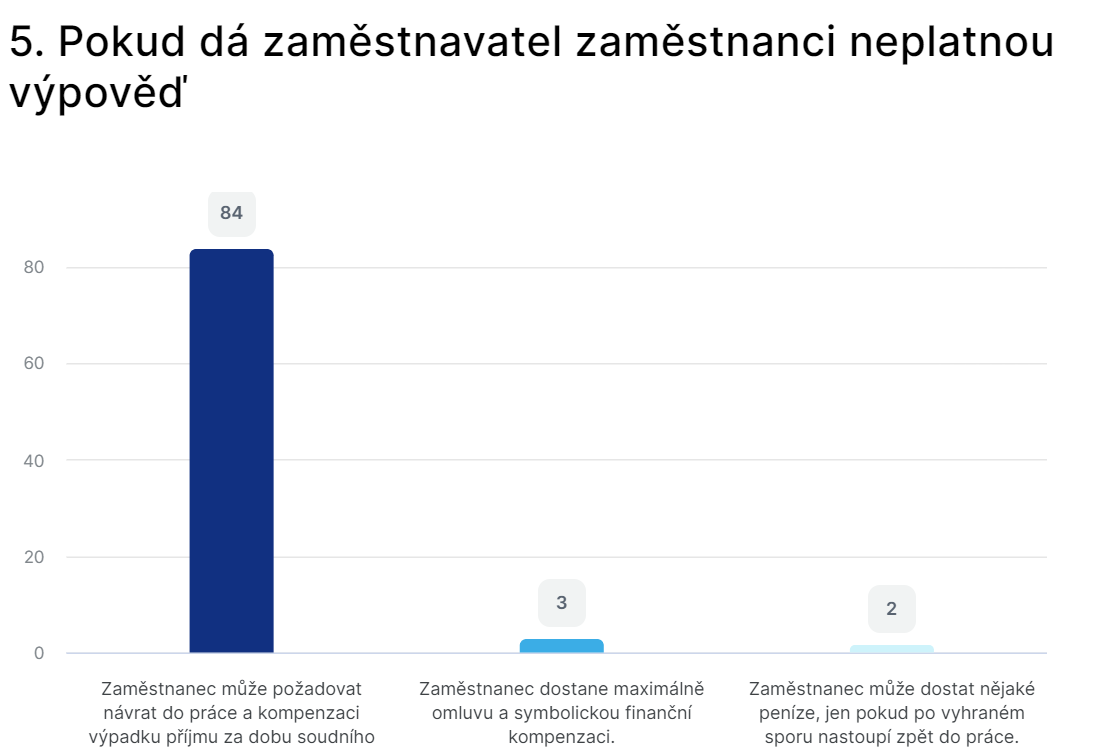 5. Pokud dá zaměstnavatel zaměstnanci neplatnou
výpověď
84
80
60
40
20
3
2
0
Zaměstnanec může požadovat
návrat do práce a kompenzaci
výpadku příjmu za dobu soudního
Zaměstnanec dostane maximálně
omluvu a symbolickou finanční
kompenzaci.
Zaměstnanec může dostat nějaké
peníze, jen pokud po vyhraném
sporu nastoupí zpět do práce.